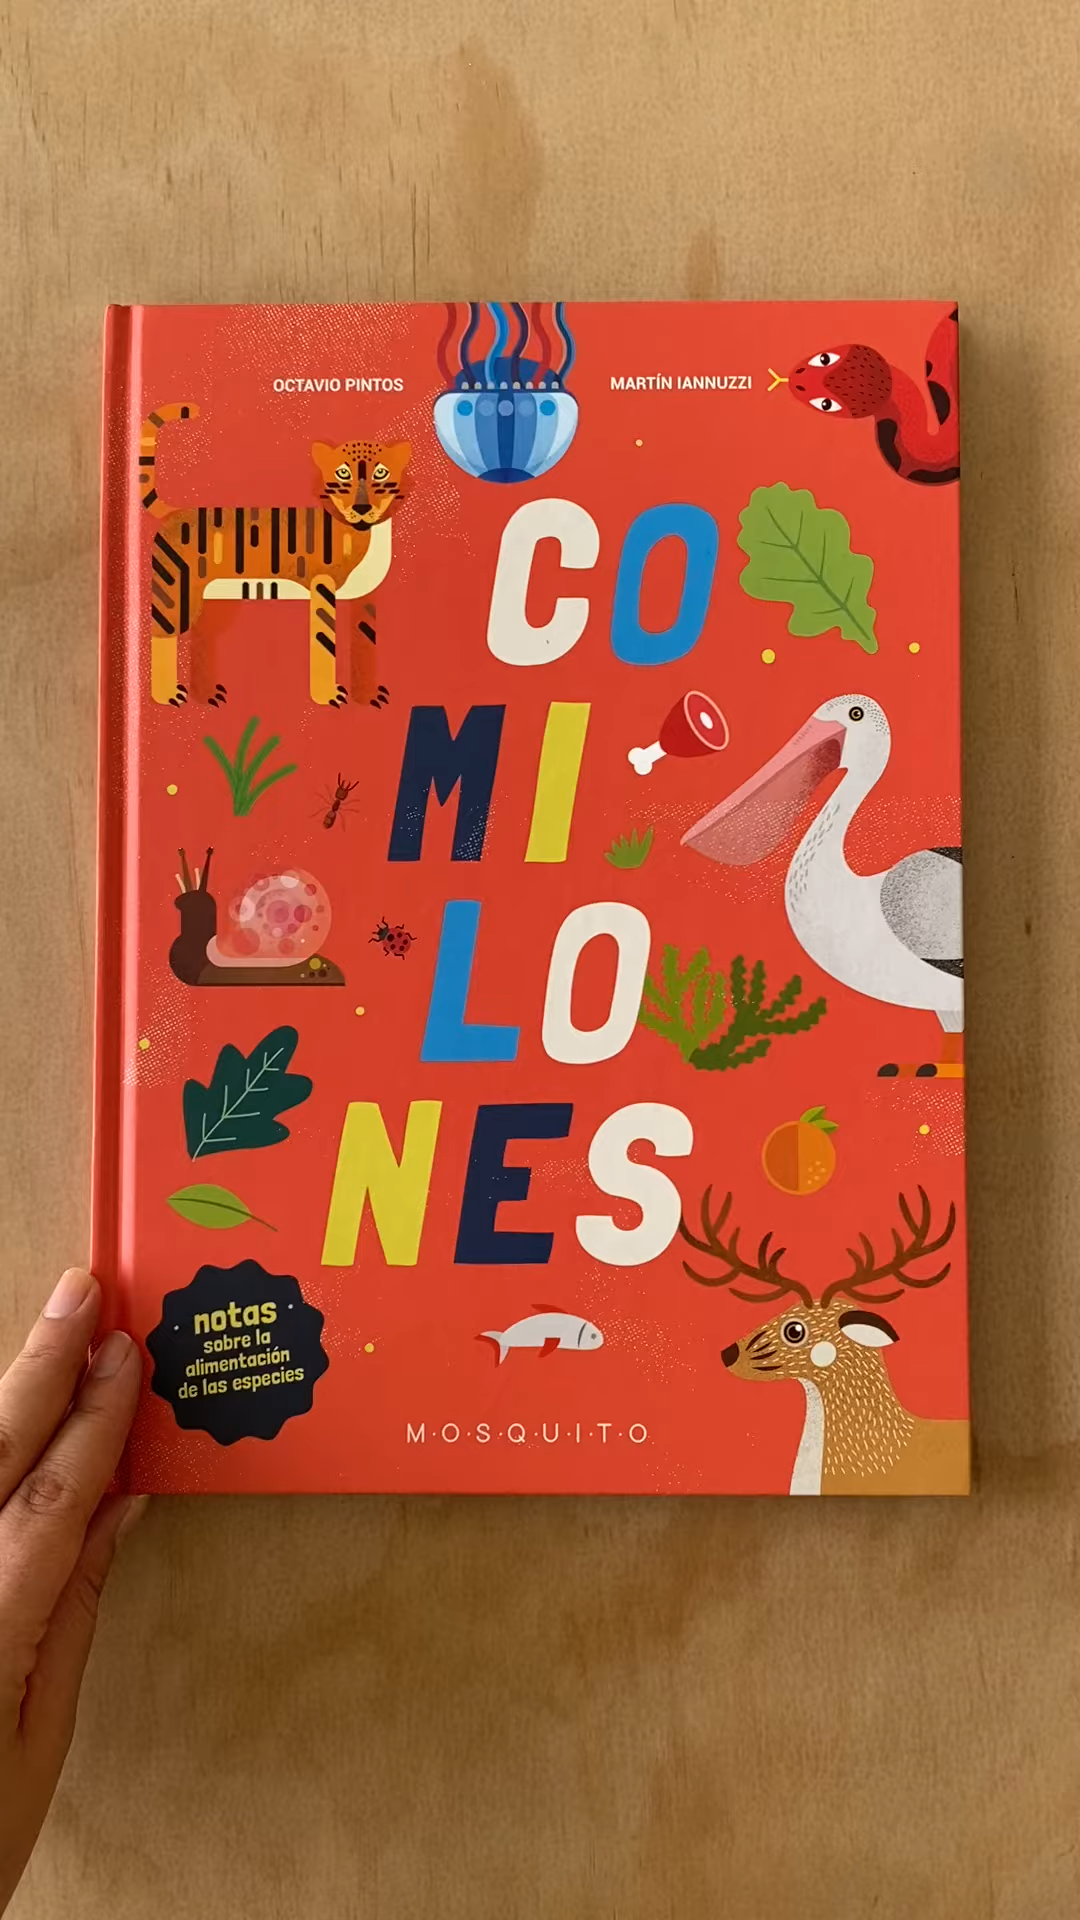 OCTAVIO PINTOS
MARTÍN IANNUZZI
CO
MI
LO
NES
notas
sobre la
alimentación
de las especies
M·O·S·Q·U·I·T·O